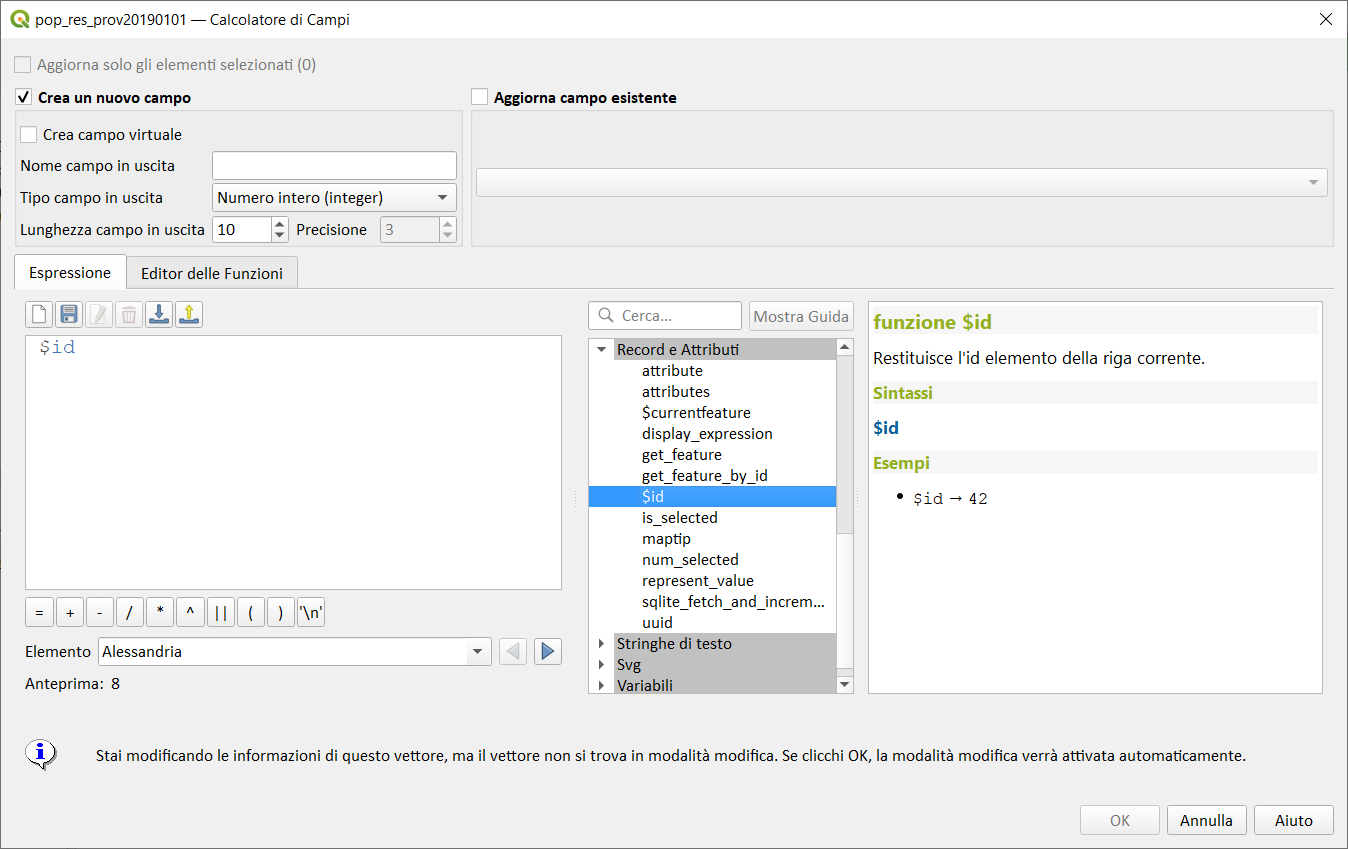 pop_res_prov20190101 — Calcolatore di Campi
Aggiorna solo gli elementi selezionati (0)
Crea un nuovo campo
Aggiorna campo esistente
Crea campo virtuale
Nome campo in uscita
Tipo campo in uscita
Numero intero (integer)
Lunghezza campo in uscita
10
Precisione
3
Espressione
Editor delle Funzioni
$id
= + - / * ^ || ( ) '\n'
Elemento
Alessandria
Anteprima: 8
Cerca...
Mostra Guida
Record e Attributi
attribute
attributes
$currentfeature
display_expression
get_feature
get_feature_by_id
$id
is_selected
maptip
num_selected
represent_value
sqlite_fetch_and_increm...
uuid
Stringhe di testo
Svg
Variabili
funzione $id
Restituisce l'id elemento della riga corrente.
Sintassi
$id
Esempi
• $id → 42
Stai modificando le informazioni di questo vettore, ma il vettore non si trova in modalità modifica. Se clicchi OK, la modalità modifica verrà attivata automaticamente.
OK
Annulla
Aiuto